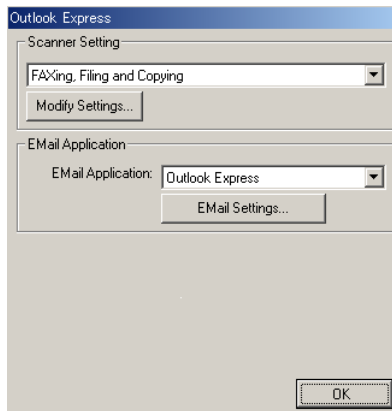 Outlook Express
Scanner Setting
FAXing, Filing and Copying
Modify Settings...
EMail Application
EMail Application: Outlook Express
EMail Settings...
OK